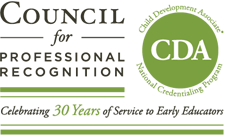 COUNCIL
for
PROFESSIONAL
RECOGNITION
Child Development Associate®
CDA
National Credentialing Program
Celebrating 30 Years of Service to Early Educators